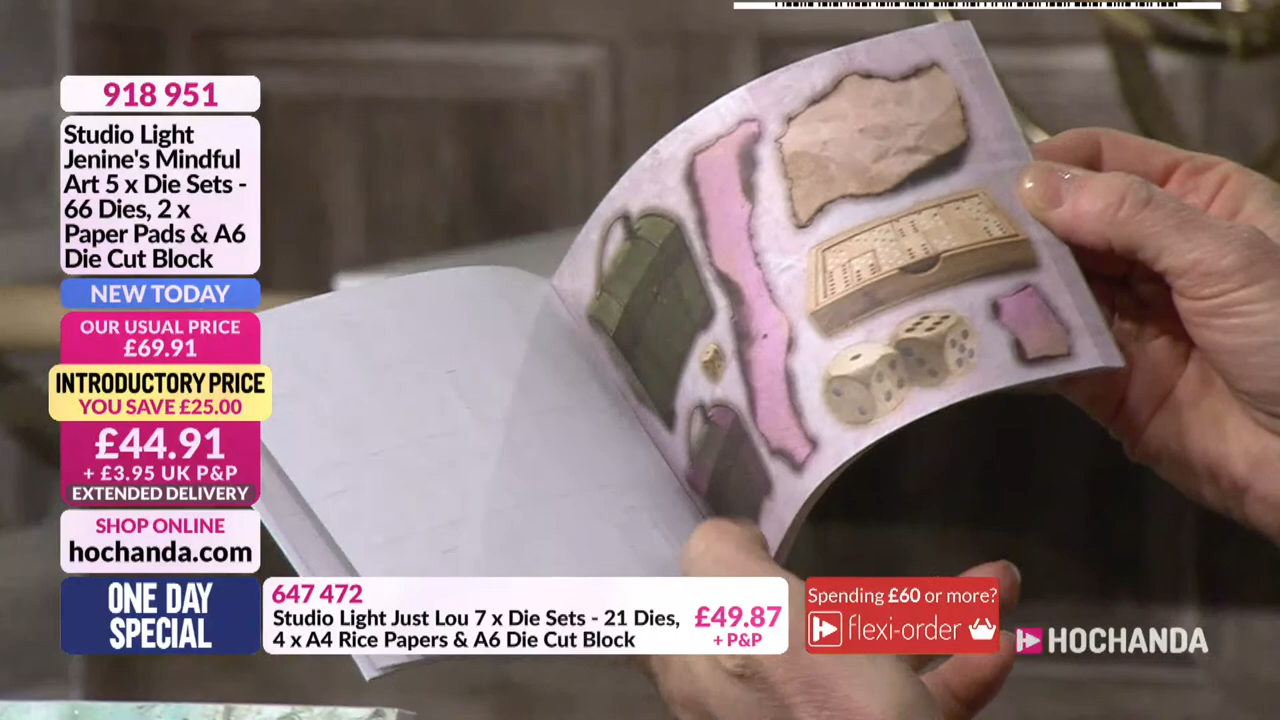 918 951
Studio Light
Jenine's Mindful
Art 5 x Die Sets -
66 Dies, 2 x
Paper Pads & A6
Die Cut Block
NEW TODAY
OUR USUAL PRICE
£69.91
INTRODUCTORY PRICE
YOU SAVE £25.00
£44.91
+ £3.95 UK P&P
EXTENDED DELIVERY
SHOP ONLINE
hochanda.com
ONE DAY
SPECIAL
647 472
Studio Light Just Lou 7 x Die Sets - 21 Dies,
4 x A4 Rice Papers & A6 Die Cut Block
£49.87
+ P&P
Spending £60 or more?
flexi-order
HOCHANDA